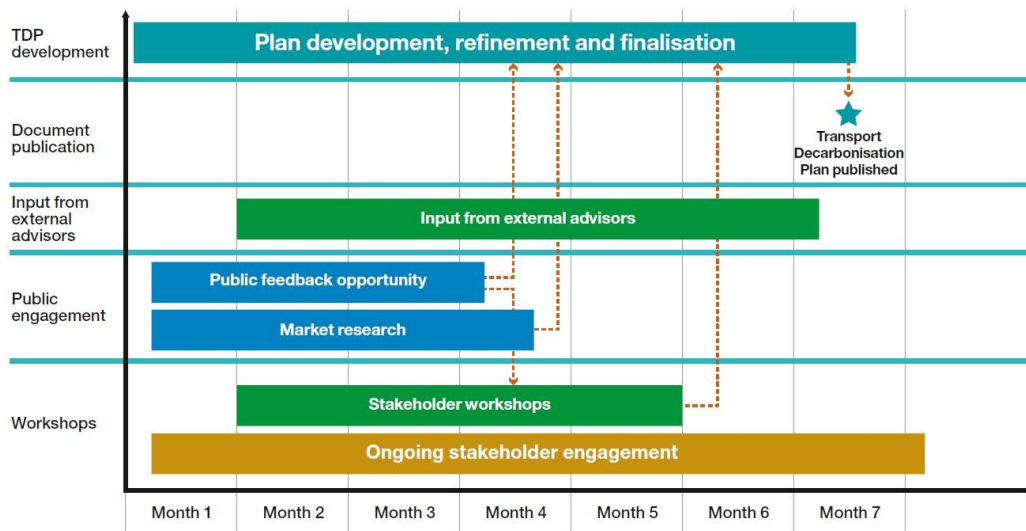 TDP
development
Plan development, refinement and finalisation
Document
publication
Transport
Decarbonisation
Plan published
Input from
external
advisors
Input from external advisors
Public
engagement
Public feedback opportunity
Market research
Workshops
Stakeholder workshops
Ongoing stakeholder engagement
Month 1 Month 2 Month 3 Month 4 Month 5 Month 6 Month 7